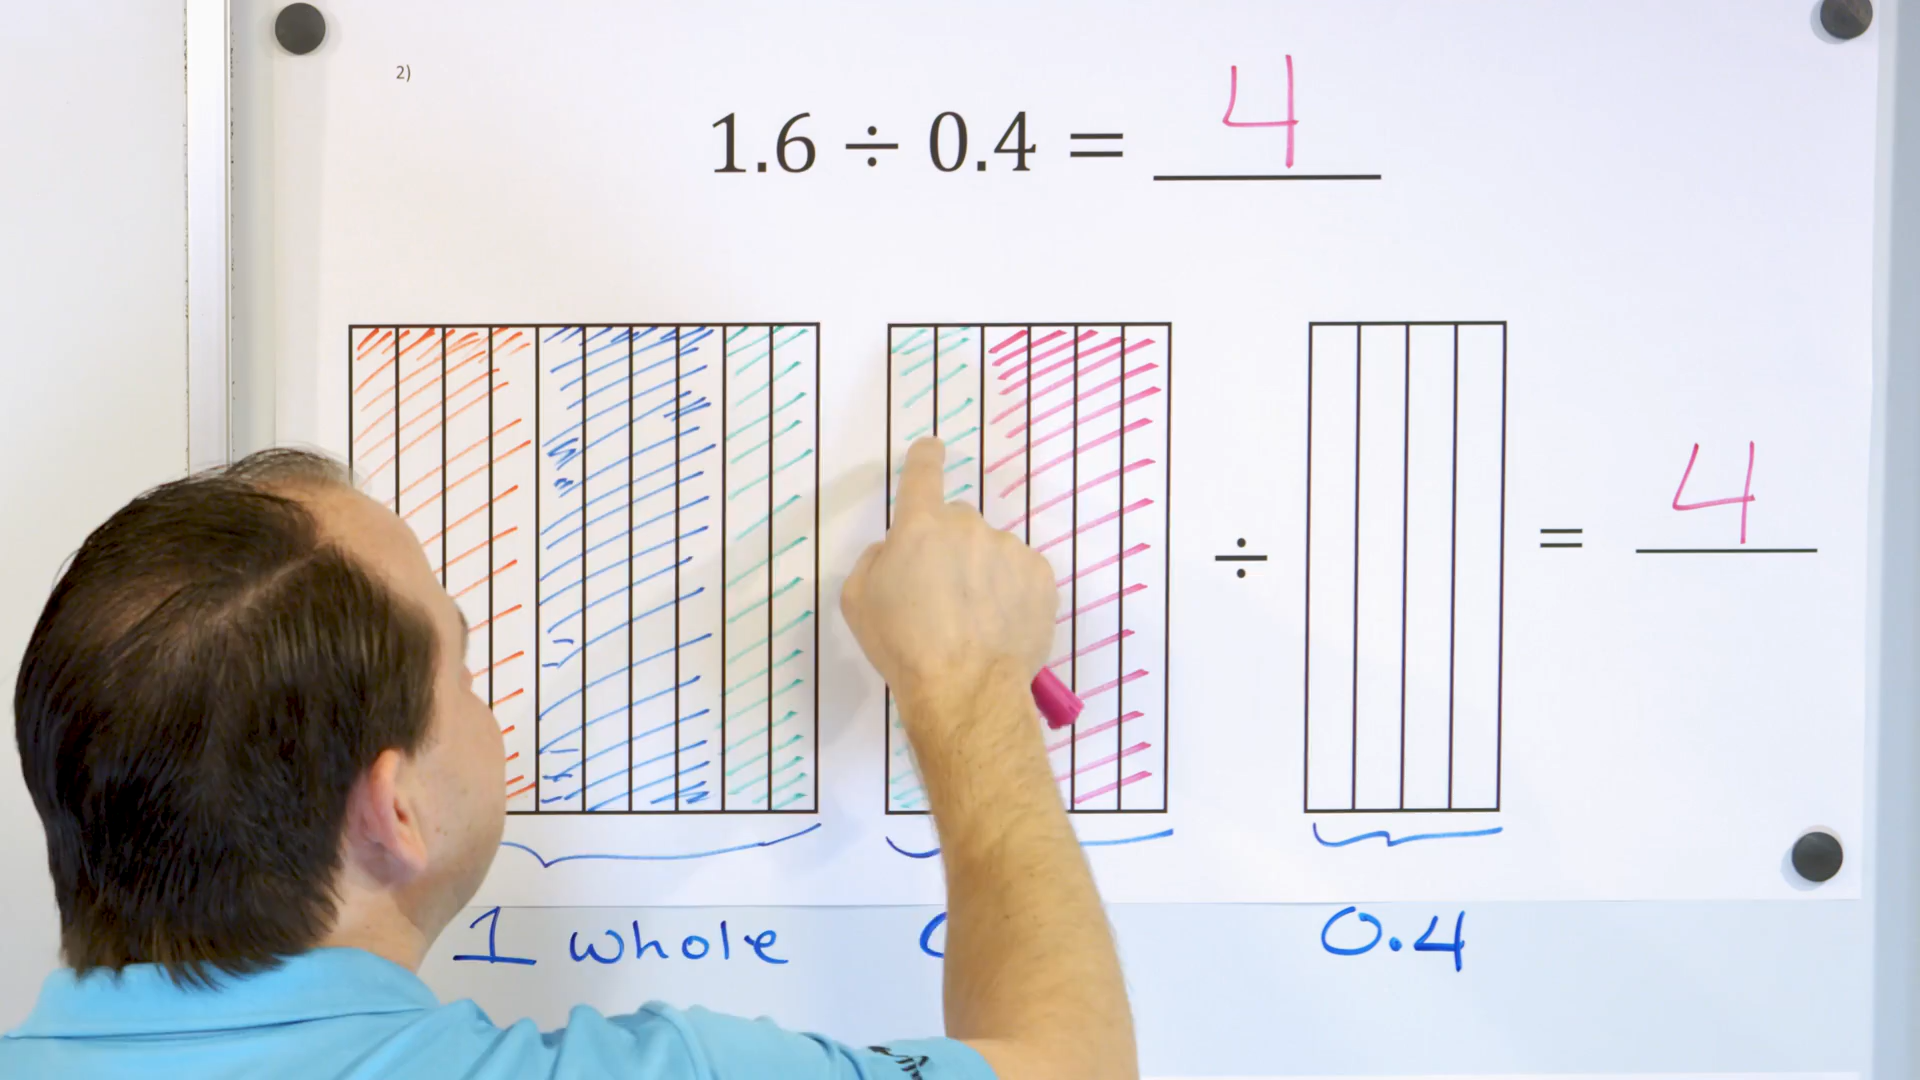 2)
1.6 ÷ 0.4 = 4
÷ = 4
1 whole 0.4